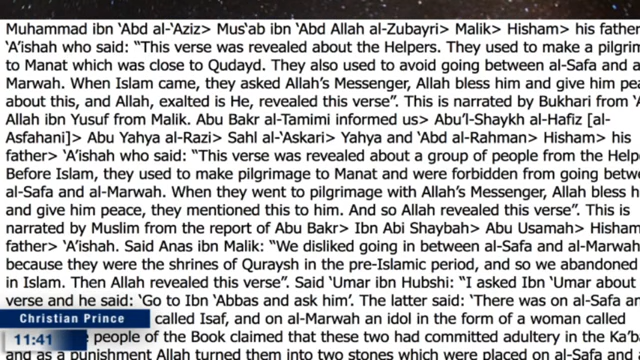 Muhammad ibn ‘Abd al-‘Aziz> Mus‘ab ibn ‘Abd Allah al-Zubayri> Malik> Hisham> his father>
‘A’ishah who said: “This verse was revealed about the Helpers. They used to make a pilgrim
to Manat which was close to Qudayd. They also used to avoid going between al-Safa and a
Marwah. When Islam came, they asked Allah’s Messenger, Allah bless him and give him pea
about this, and Allah, exalted is He, revealed this verse”. This is narrated by Bukhari from ‘A
Allah ibn Yusuf from Malik. Abu Bakr al-Tamimi informed us> Abu’l-Shaykh al-Hafiz [al-
Asfahani]> Abu Yahya al-Razi> Sahl al-‘Askari> Yahya and ‘Abd al-Rahman> Hisham> his
father> ‘A’ishah who said: “This verse was revealed about a group of people from the Help
Before Islam, they used to make pilgrimage to Manat and were forbidden from going betwe
al-Safa and al-Marwah. When they went to pilgrimage with Allah’s Messenger, Allah bless h
and give him peace, they mentioned this to him. And so Allah revealed this verse”. This is
narrated by Muslim from the report of Abu Bakr> Ibn Abi Shaybah> Abu Usamah> Hisham
father> ‘A’ishah. Said Anas ibn Malik: “We disliked going in between al-Safa and al-Marwah
because they were the shrines of Quraysh in the pre-Islamic period, and so we abandoned
in Islam. Then Allah revealed this verse”. Said ‘Umar ibn Hubshi: “I asked Ibn ‘Umar about
verse and he said: ‘Go to Ibn ‘Abbas and ask him’. The latter said: ‘There was on al-Safa an
called Isaf, and on al-Marwah an idol in the form of a woman called
people of the Book claimed that these two had committed adultery in the Ka‘b
and as a punishment Allah turned them into two stones which were placed on al-Safa and
Christian Prince
11:41